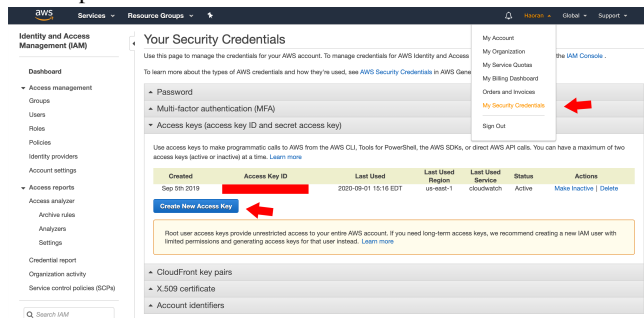 aws Services Resource Groups Haoran Global Support
Identity and Access
Management (IAM)
Dashboard
Access management
Groups
Users
Roles
Policies
Identity providers
Account settings
Access reports
Access analyzer
Archive rules
Analyzers
Settings
Credential report
Organization activity
Service control policies (SCPs)
Search IAM
Your Security Credentials
Use this page to manage the credentials for your AWS account. To manage credentials for AWS Identity and Access
the IAM Console .
To learn more about the types of AWS credentials and how they're used, see AWS Security Credentials in AWS Gene
My Account
My Organization
My Service Quotas
My Billing Dashboard
Orders and Invoices
My Security Credentials
Sign Out
Password
Multi-factor authentication (MFA)
Access keys (access key ID and secret access key)
Use access keys to make programmatic calls to AWS from the AWS CLI, Tools for PowerShell, the AWS SDKs, or direct AWS API calls. You can have a maximum of two
access keys (active or inactive) at a time. Learn more
Created Access Key ID Last Used Last Used Region Last Used Service Status Actions
Sep 5th 2019 2020-09-01 15:16 EDT us-east-1 cloudwatch Active Make Inactive | Delete
Create New Access Key
Root user access keys provide unrestricted access to your entire AWS account. If you need long-term access keys, we recommend creating a new IAM user with
limited permissions and generating access keys for that user instead. Learn more
CloudFront key pairs
X.509 certificate
Account identifiers